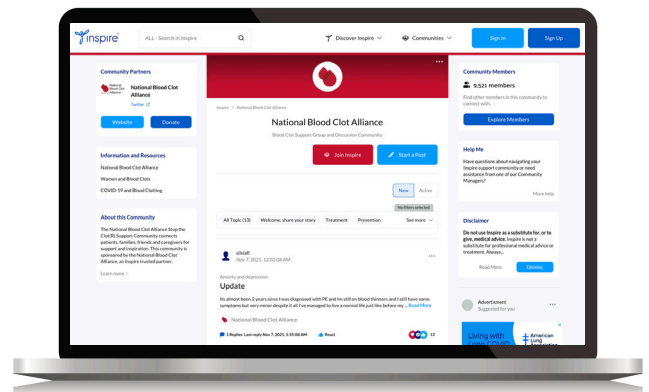 inspire
ALL - Search in Inspire
Discover Inspire
Communities
Sign In
Sign Up
Community Partners
National Blood Clot Alliance
National Blood Clot
Alliance
Twitter
Website
Donate
Information and Resources
National Blood Clot Alliance
Women and Blood Clots
COVID-19 and Blood Clotting
About this Community
The National Blood Clot Alliance Stop the
Clot(R) Support Community connects
patients, families, friends and caregivers for
support and inspiration. This community is
sponsored by the National Blood Clot
Alliance, an Inspire trusted partner.
Learn more >
Inspire > National Blood Clot Alliance
National Blood Clot Alliance
Blood Clot Support Group and Discussion Community
Join Inspire
Start a Post
New
Active
No filters selected
All Topic (13)
Welcome, share your story
Treatment
Prevention
See more
Nov 7, 2021, 12:02:08 AM
Anxiety and depression
Update
Its almost been 2 years since I was diagnosed with PE and Im still on blood thinners and I still have some
symptoms but very minor despite it all I've managed to live a normal life just like before my ... Read More
National Blood Clot Alliance
1 Replies. Last reply Nov 7, 2021, 5:55:08 AM
React
13
Community Members
9,521 members
Find other members in this community to
connect with.
Explore Members
Help Me
Have questions about navigating your
Inspire support community or need
assistance from one of our Community
Managers?
More help
Disclaimer
Do not use Inspire as a substitute for, or to
give, medical advice. Inspire is not a
substitute for professional medical advice or
treatment. Always...
Read More
Dismiss
Advertisment
Suggested for you
Living with
Long COVID
American
Lung